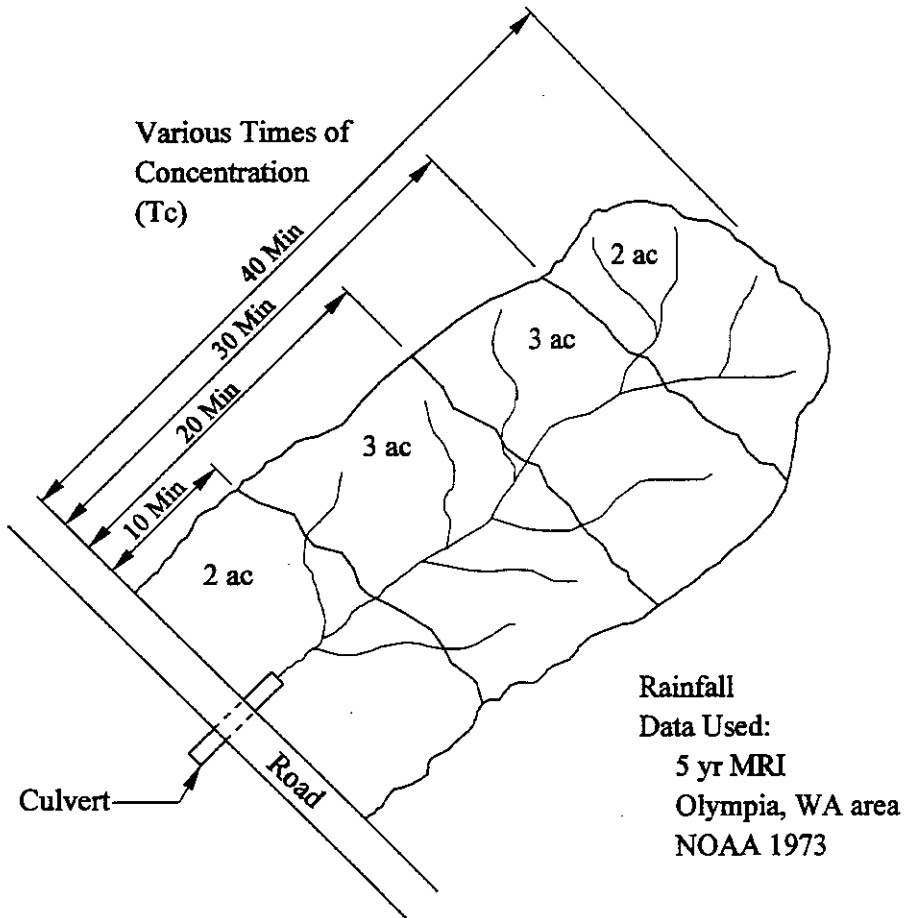 Various Times of
Concentration
(Tc)
40 Min
30 Min
20 Min
10 Min
2 ac
3 ac
3 ac
2 ac
Culvert
Road
Rainfall
Data Used:
5 yr MRI
Olympia, WA area
NOAA 1973